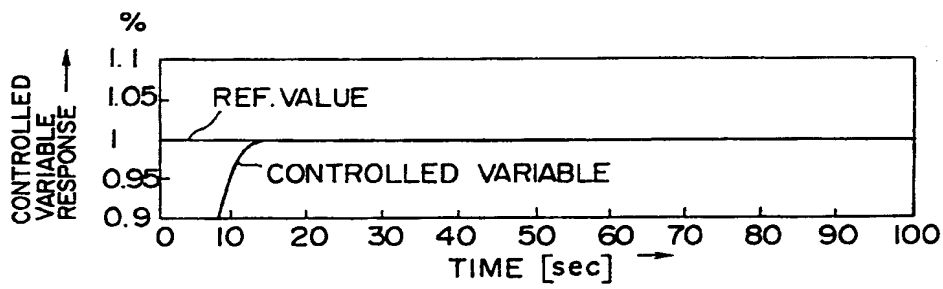 %
CONTROLLED
VARIABLE
RESPONSE
1.1
1.05
1
0.95
0.9
REF. VALUE
CONTROLLED VARIABLE
0 10 20 30 40 50 60 70 80 90 100
TIME [sec]